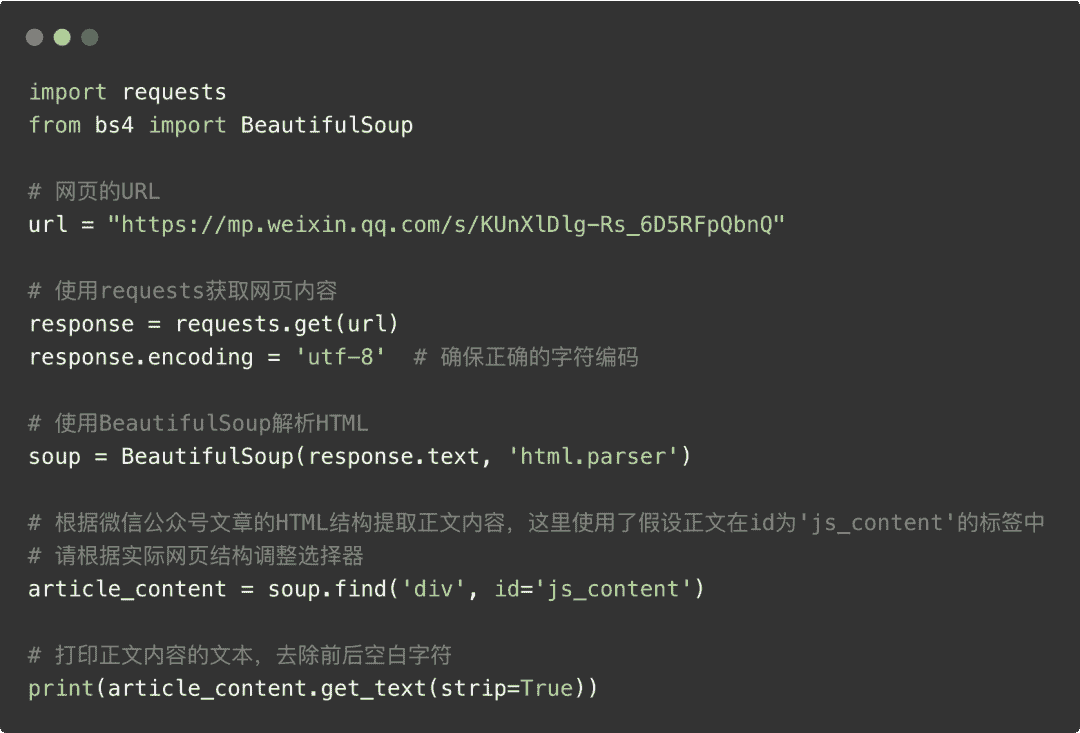 import requests
from bs4 import BeautifulSoup
# 网页的URL
url = "https://mp.weixin.qq.com/s/KUnXlDlg-Rs_6D5RFpQbnQ"
# 使用requests获取网页内容
response = requests.get(url)
response.encoding = 'utf-8'  # 确保正确的字符编码
# 使用BeautifulSoup解析HTML
soup = BeautifulSoup(response.text, 'html.parser')
# 根据微信公众号文章的HTML结构提取正文内容，这里使用了假设正文在id为'js_content'的标签中
# 请根据实际网页结构调整选择器
article_content = soup.find('div', id='js_content')
# 打印正文内容的文本，去除前后空白字符
print(article_content.get_text(strip=True))